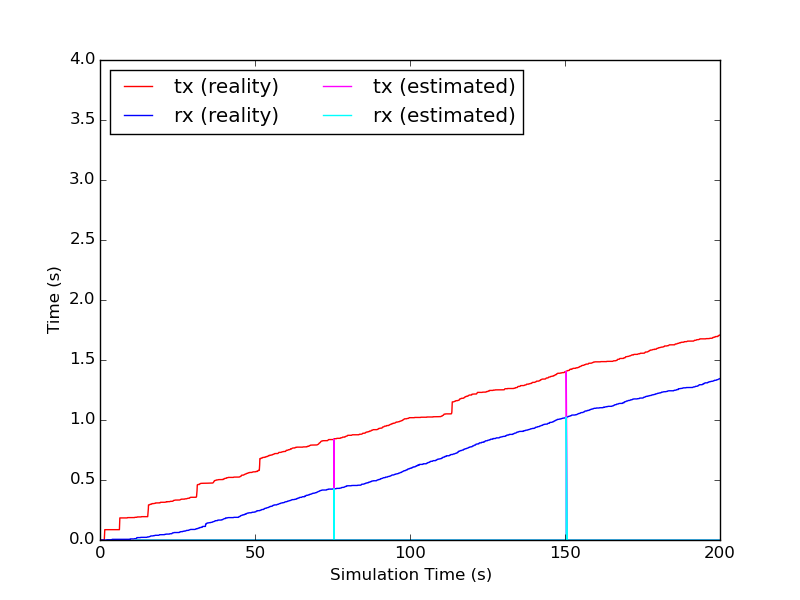 4.0
tx (reality) tx (estimated)
rx (reality) rx (estimated)
3.5
3.0
2.5
2.0
1.5
1.0
0.5
0.0
Time (s)
0 50 100 150 200
Simulation Time (s)